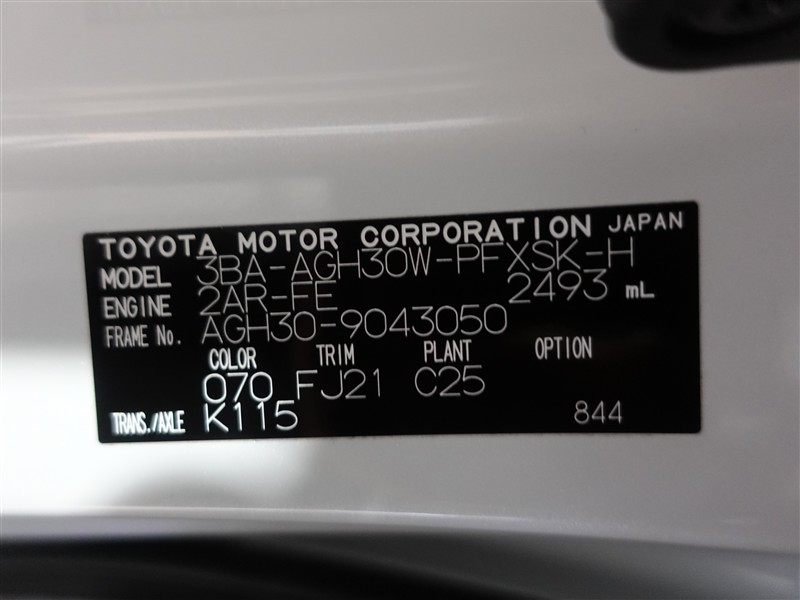 TOYOTA MOTOR CORPORATION JAPAN
MODEL 3BA-AGH30W-PFXSK-H
ENGINE 2AR-FE 2493 mL
FRAME No. AGH30-9043050
COLOR TRIM PLANT OPTION
070 FJ21 C25
TRANS./AXLE K115 844